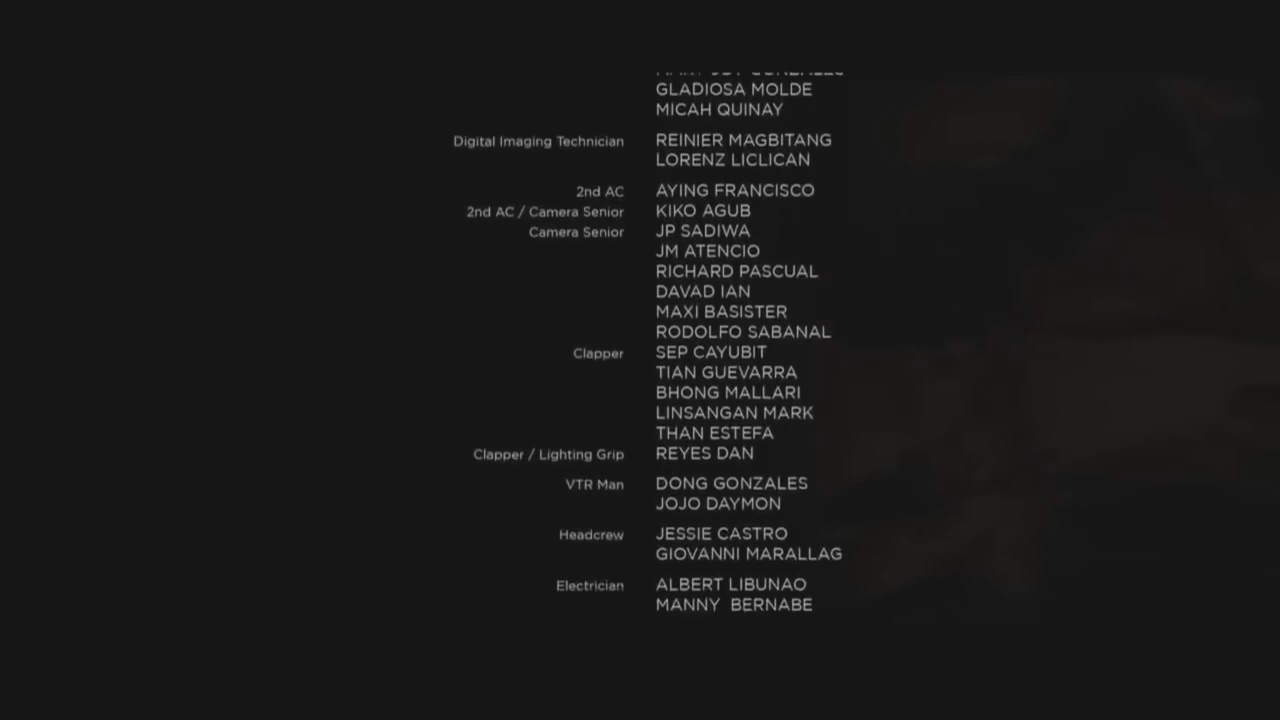 GLADIOSA MOLDE
MICAH QUINAY
Digital Imaging Technician REINIER MAGBITANG
LORENZ LICLICAN
2nd AC AYING FRANCISCO
2nd AC / Camera Senior KIKO AGUB
Camera Senior JP SADIWA
JM ATENCIO
RICHARD PASCUAL
DAVAD IAN
MAXI BASISTER
RODOLFO SABANAL
Clapper SEP CAYUBIT
TIAN GUEVARRA
BHONG MALLARI
LINSANGAN MARK
THAN ESTEFA
Clapper / Lighting Grip REYES DAN
VTR Man DONG GONZALES
JOJO DAYMON
Headcrew JESSIE CASTRO
GIOVANNI MARALLAG
Electrician ALBERT LIBUNAO
MANNY BERNABE